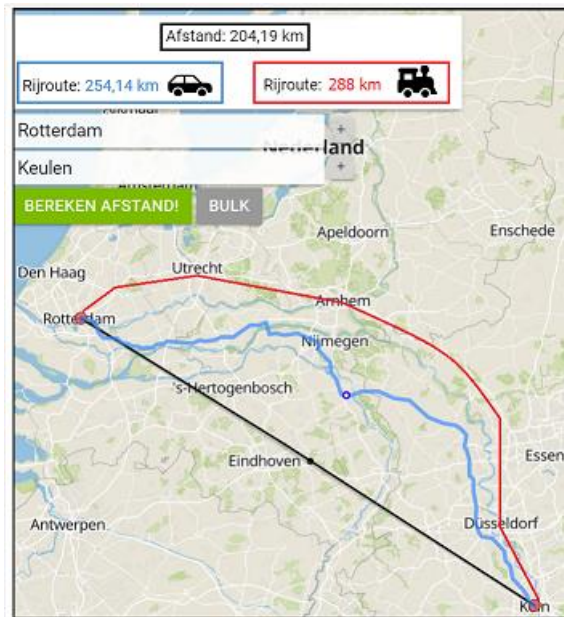 Afstand: 204,19 km
Rijroute: 254,14 km
Rijroute: 288 km
Rotterdam +
Nederland
Keulen +
BEREKEN AFSTAND! BULK
Apeldoorn
Enschede
Den Haag
Utrecht
Arnhem
Rotterdam
Nijmegen
's-Hertogenbosch
Eindhoven
Essen
Antwerpen
Düsseldorf
Köln